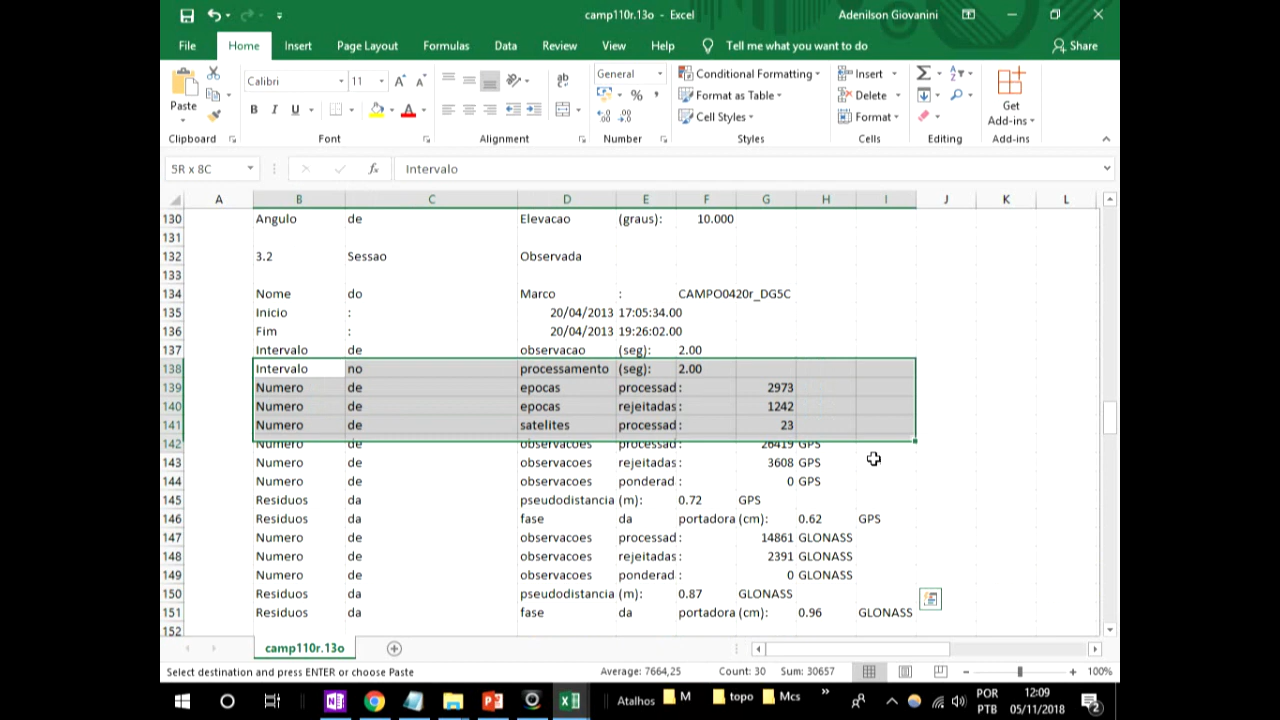 camp110r.13o - Excel
Adenilson Giovanini
File Home Insert Page Layout Formulas Data Review View Help Tell me what you want to do Share
Paste
Calibri 11 A A
B I U A
General
% ,
Conditional Formatting
Format as Table
Cell Styles
Insert
Delete
Format
Get
Add-ins
Clipboard Font Alignment Number Styles Cells Editing Add-ins
5R x 8C fx Intervalo
A B C D E F G H I J K L
130 Angulo de Elevacao (graus): 10.000
131
132 3.2 Sessao Observada
133
134 Nome do Marco : CAMPO0420r_DG5C
135 Inicio : 20/04/2013 17:05:34.00
136 Fim : 20/04/2013 19:26:02.00
137 Intervalo de observacao (seg): 2.00
138 Intervalo no processamento (seg): 2.00
139 Numero de epocas processad : 2973
140 Numero de epocas rejeitadas : 1242
141 Numero de satelites processad : 23
142 Numero de observacoes processad : 26419 GPS
143 Numero de observacoes rejeitadas : 3608 GPS
144 Numero de observacoes ponderad : 0 GPS
145 Residuos da pseudodistancia (m): 0.72 GPS
146 Residuos da fase da portadora (cm): 0.62 GPS
147 Numero de observacoes processad : 14861 GLONASS
148 Numero de observacoes rejeitadas : 2391 GLONASS
149 Numero de observacoes ponderad : 0 GLONASS
150 Residuos da pseudodistancia (m): 0.87 GLONASS
151 Residuos da fase da portadora (cm): 0.96 GLONASS
152
camp110r.13o
Select destination and press ENTER or choose Paste Average: 7664,25 Count: 30 Sum: 30657 100%
Atalhos M topo Mcs » POR PTB 12:09 05/11/2018 2